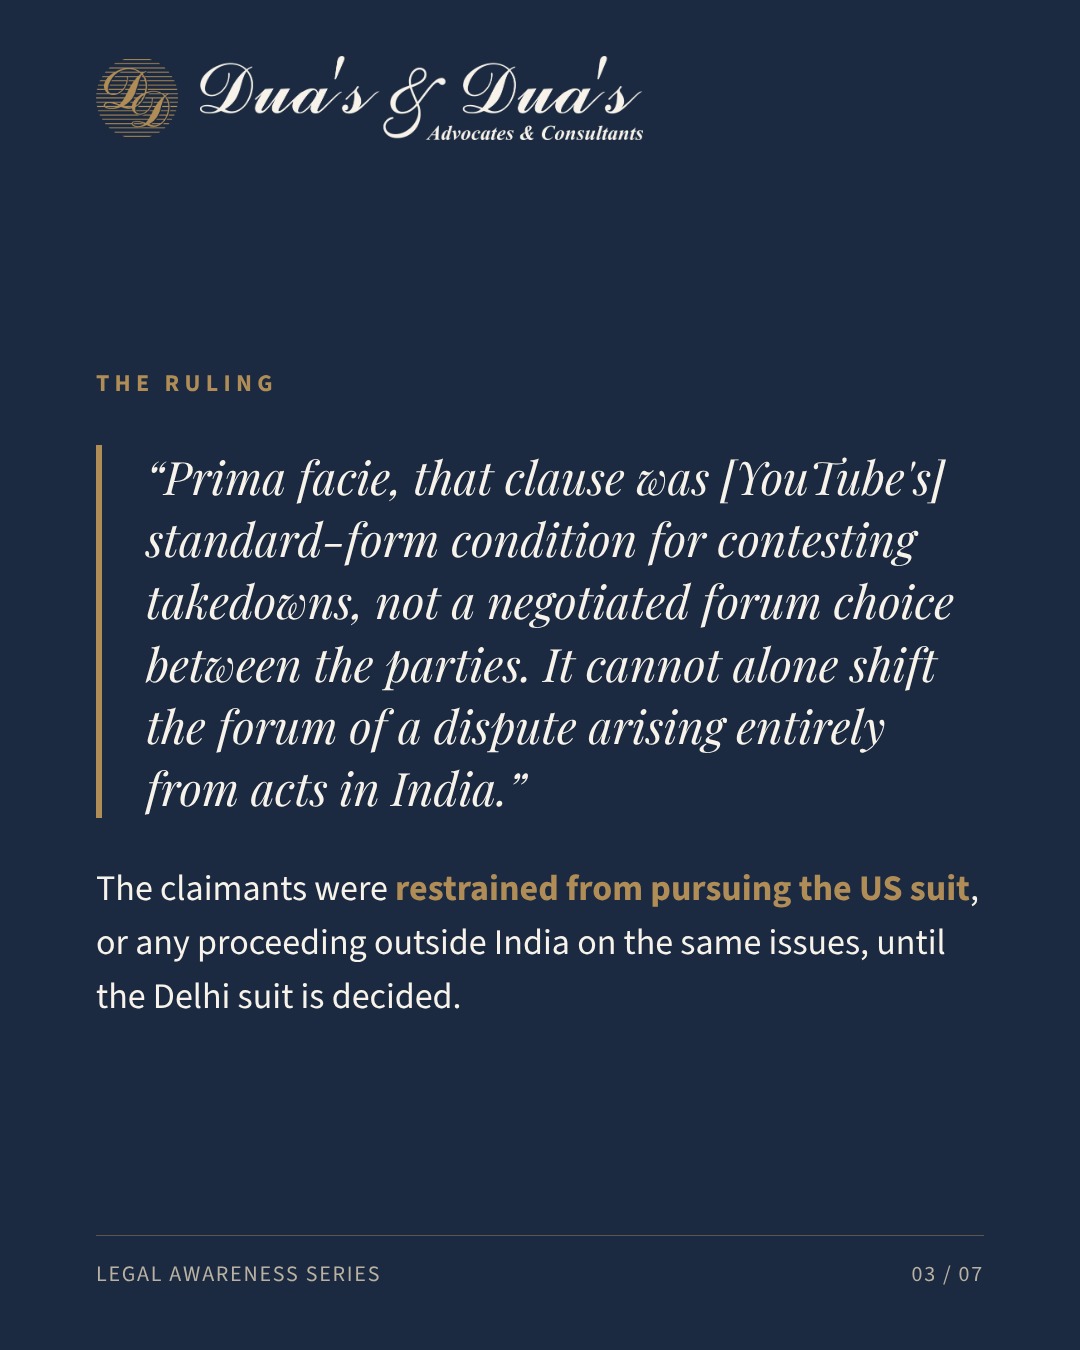 DD Dua's & Dua's
Advocates & Consultants
THE RULING
“Prima facie, that clause was [YouTube's]
standard-form condition for contesting
takedowns, not a negotiated forum choice
between the parties. It cannot alone shift
the forum of a dispute arising entirely
from acts in India.”
The claimants were restrained from pursuing the US suit,
or any proceeding outside India on the same issues, until
the Delhi suit is decided.
LEGAL AWARENESS SERIES
03 / 07